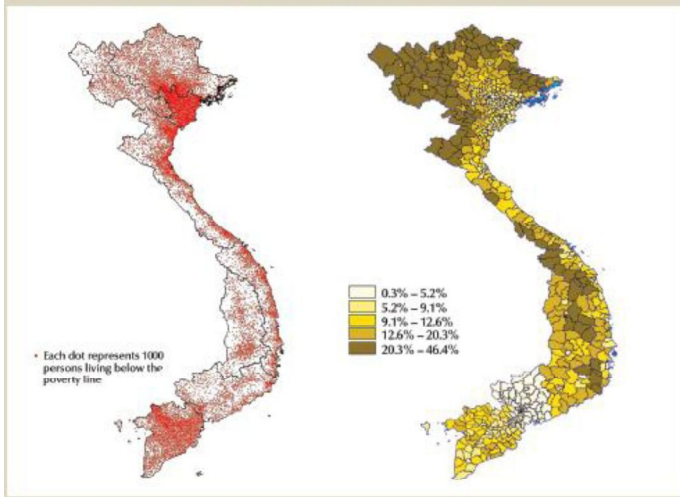 • Each dot represents 1000
persons living below the
poverty line
0.3% – 5.2%
5.2% – 9.1%
9.1% – 12.6%
12.6% – 20.3%
20.3% – 46.4%